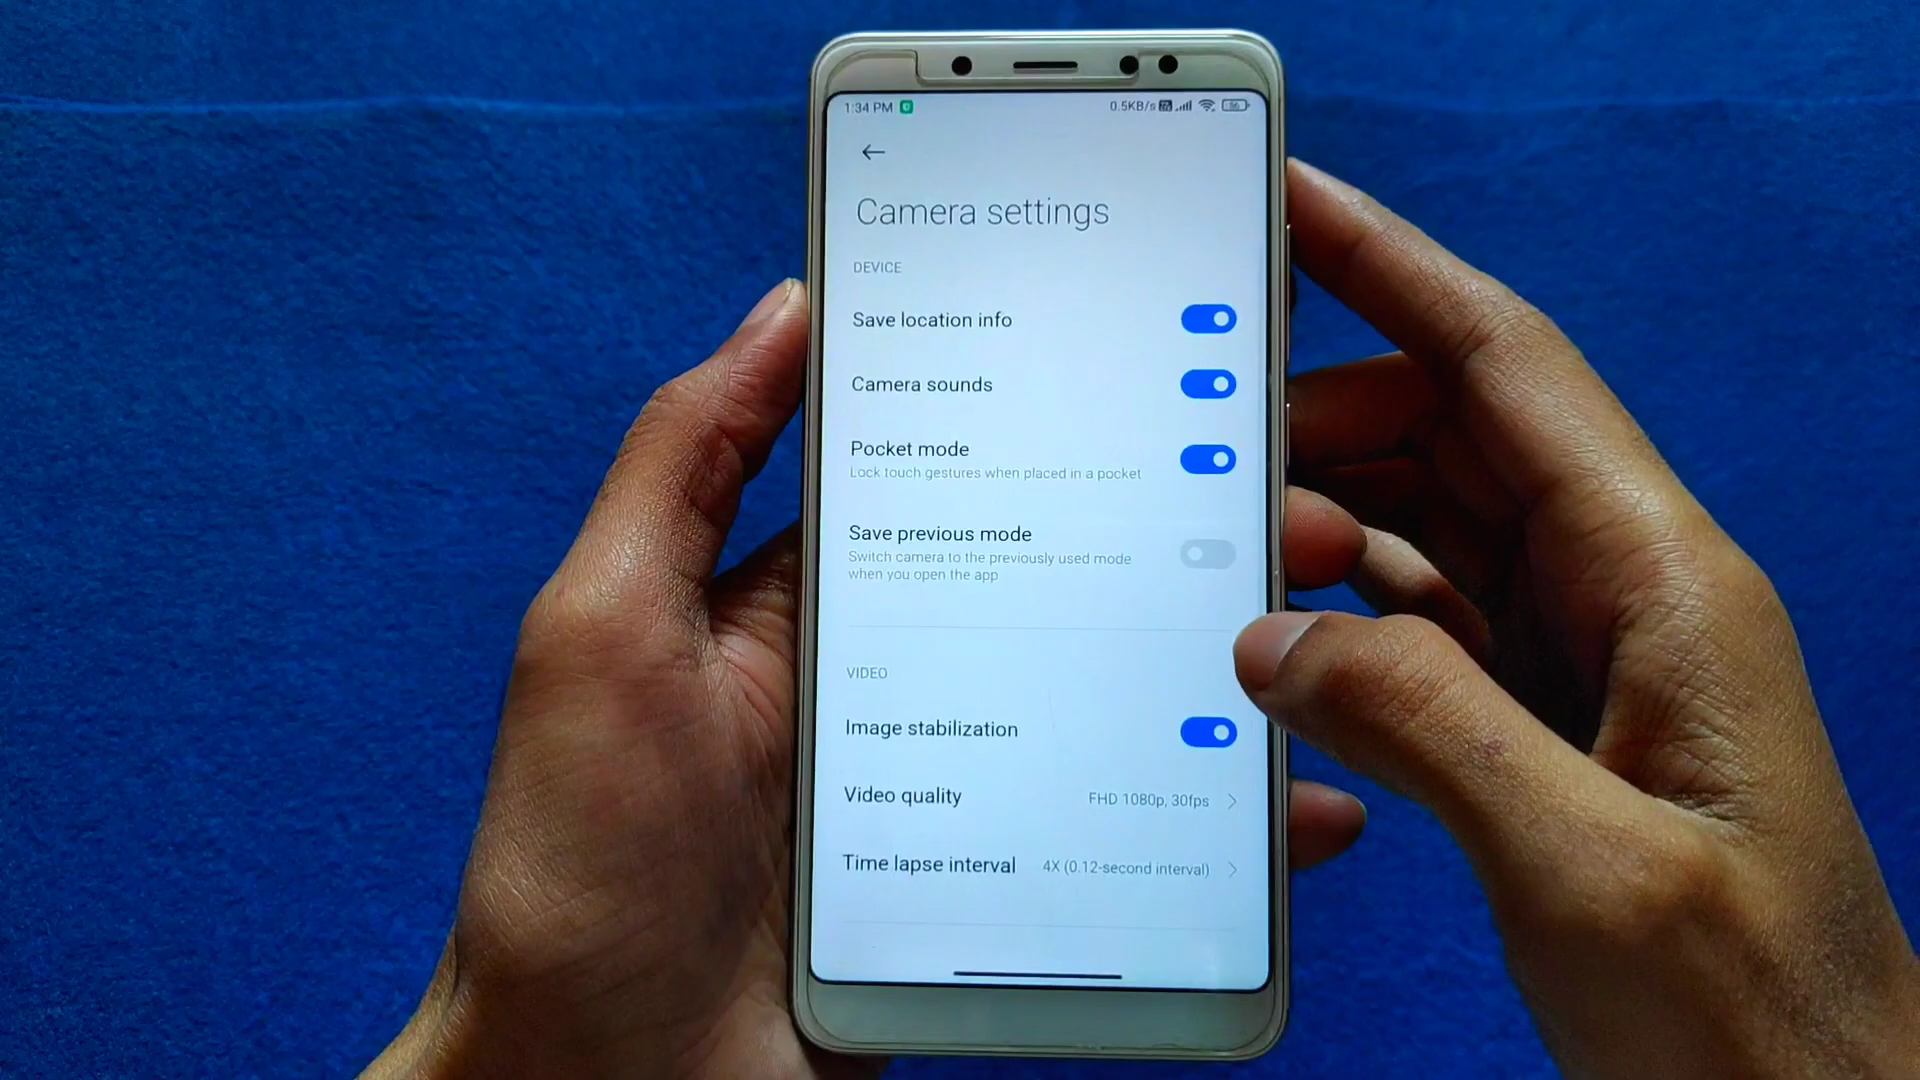 1:34 PM 0.5KB/s
Camera settings
DEVICE
Save location info
Camera sounds
Pocket mode
Lock touch gestures when placed in a pocket
Save previous mode
Switch camera to the previously used mode
when you open the app
VIDEO
Image stabilization
Video quality FHD 1080p, 30fps
Time lapse interval 4X (0.12-second interval)